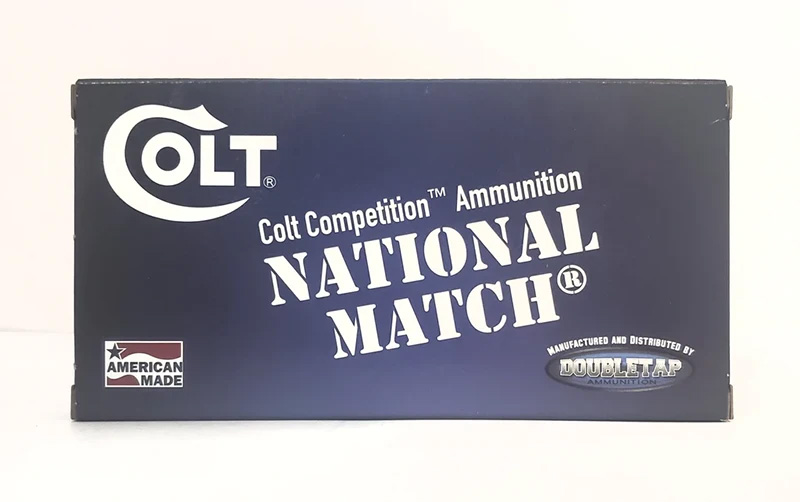 COLT®
Colt Competition™ Ammunition
NATIONAL
MATCH®
AMERICAN
MADE
MANUFACTURED AND DISTRIBUTED BY
DOUBLETAP
AMMUNITION